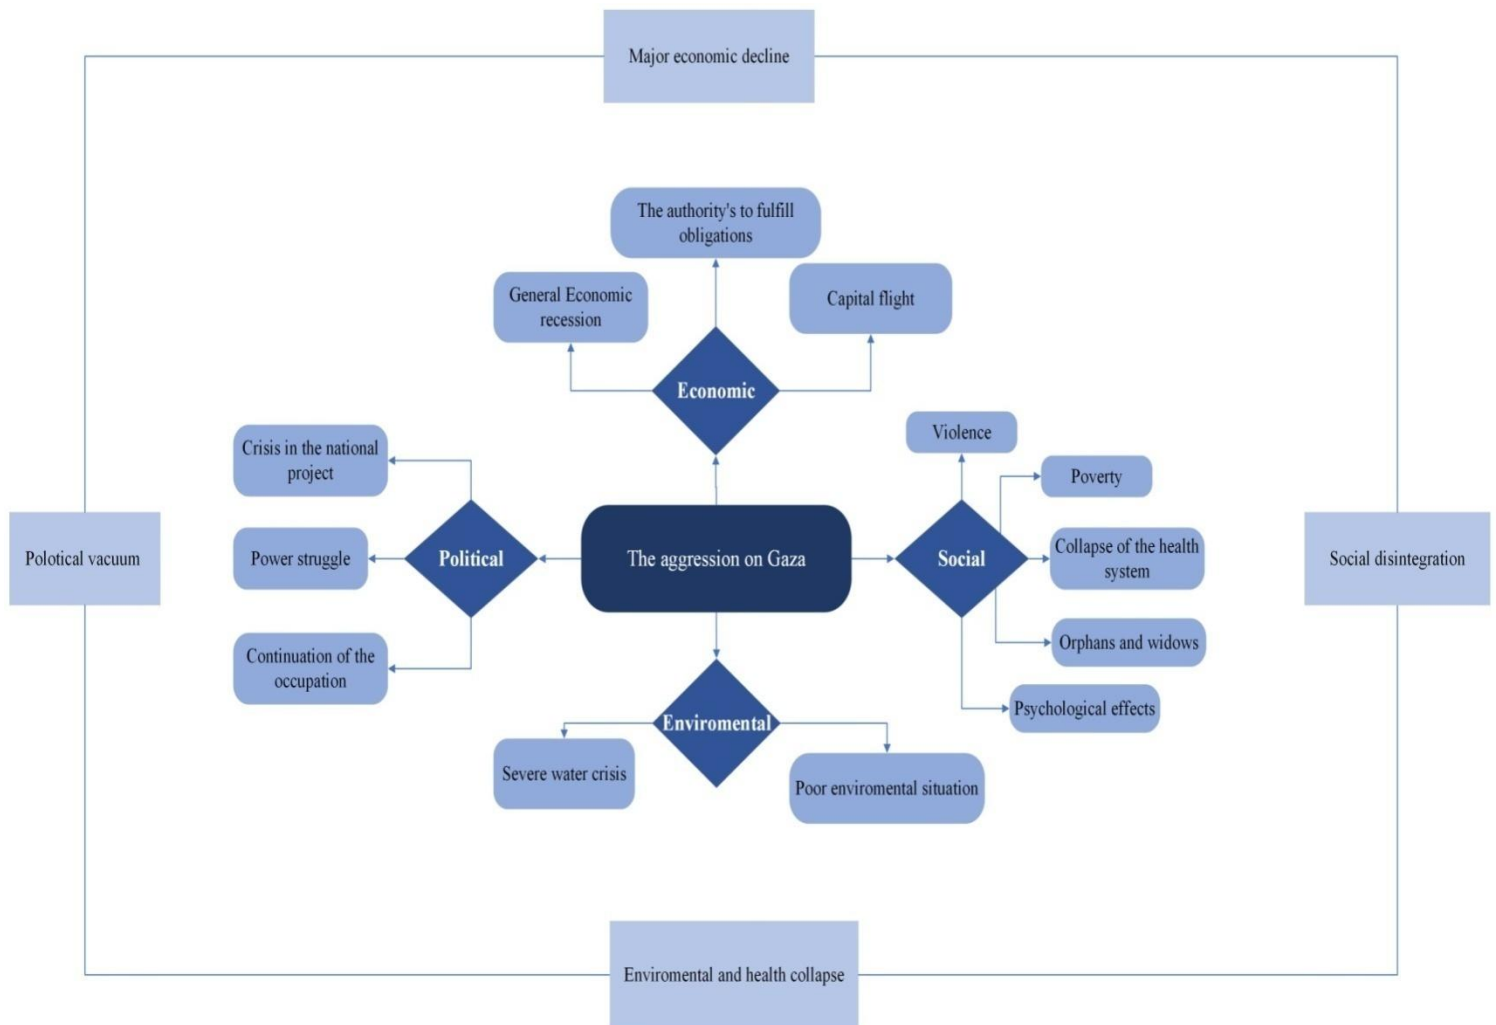 Major economic decline
The authority's to fulfill
obligations
General Economic
recession
Capital flight
Economic
Violence
Crisis in the national
project
Poverty
Polotical vacuum
Power struggle
Political
The aggression on Gaza
Social
Collapse of the health
system
Social disintegration
Orphans and widows
Continuation of the
occupation
Psychological effects
Enviromental
Severe water crisis
Poor enviromental situation
Enviromental and health collapse